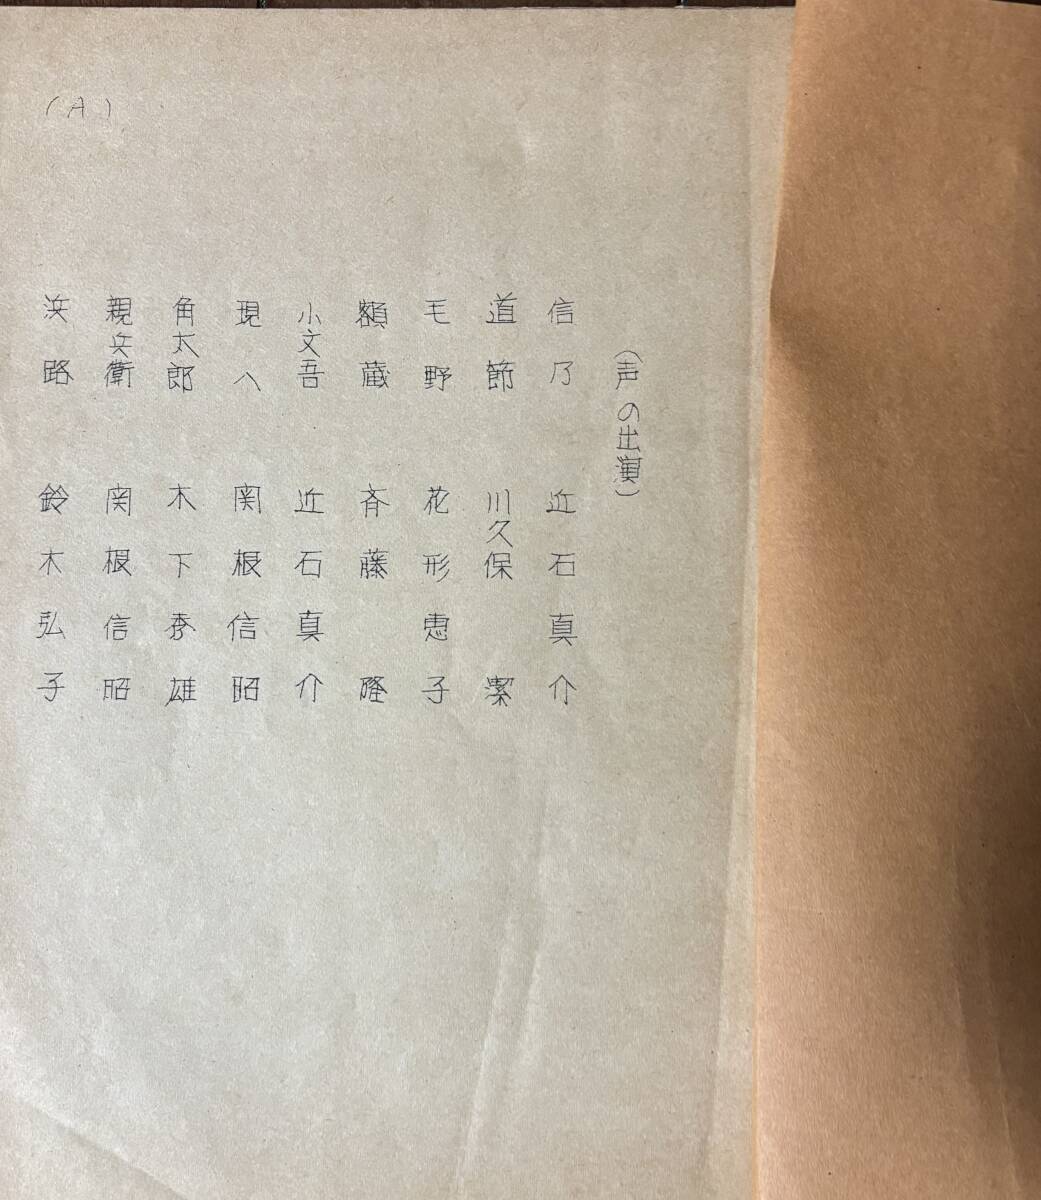 （声の出演）
信乃 近石真介
道節 川久保 潔
毛野 花形恵子
額蔵 斉藤 隆
小文吾 近石真介
現八 関根信昭
角太郎 木下秀雄
親兵衛 関根信昭
浜路 鈴木弘子
(A)